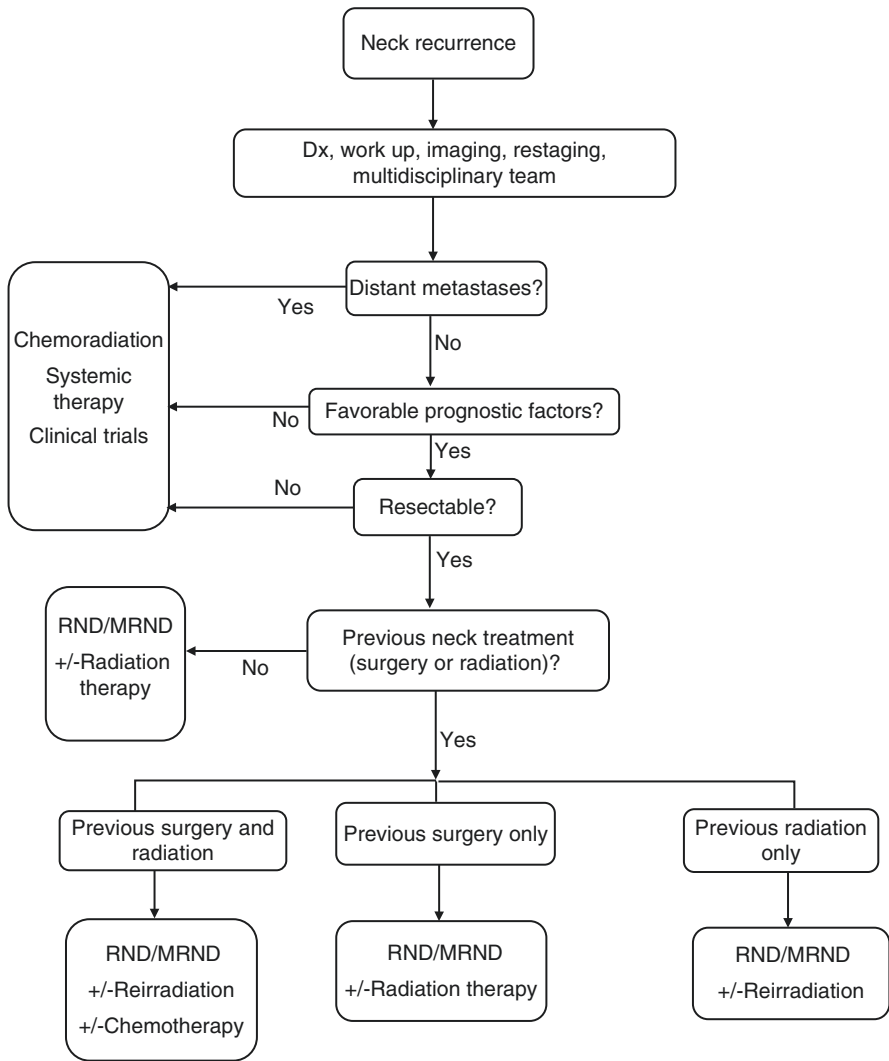 Neck recurrence
Dx, work up, imaging, restaging,
multidisciplinary team
Distant metastases?
Yes
No
Chemoradiation
Systemic
therapy
Clinical trials
Favorable prognostic factors?
No
Yes
Resectable?
No
Yes
Previous neck treatment
(surgery or radiation)?
No
RND/MRND
+/-Radiation
therapy
Yes
Previous surgery and
radiation
Previous surgery only
Previous radiation
only
RND/MRND
+/-Reirradiation
+/-Chemotherapy
RND/MRND
+/-Radiation therapy
RND/MRND
+/-Reirradiation